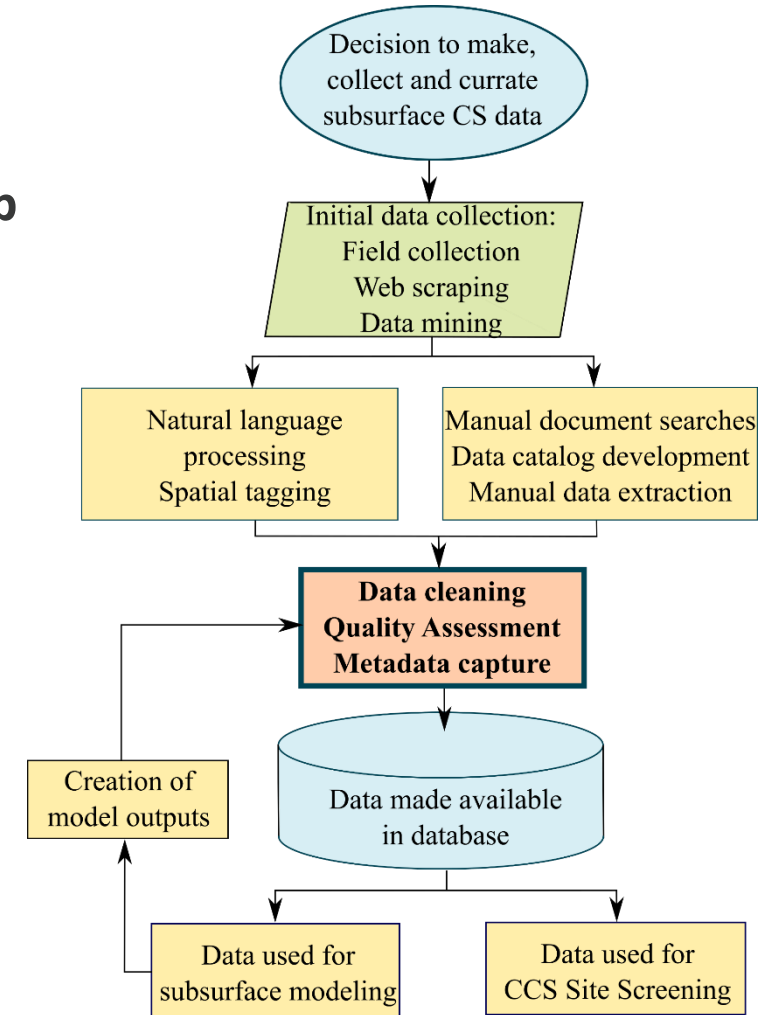 Decision to make,
collect and currate
subsurface CS data
p
Initial data collection:
Field collection
Web scraping
Data mining
Natural language
processing
Spatial tagging
Manual document searches
Data catalog development
Manual data extraction
Data cleaning
Quality Assessment
Metadata capture
Creation of
model outputs
Data made available
in database
Data used for
subsurface modeling
Data used for
CCS Site Screening